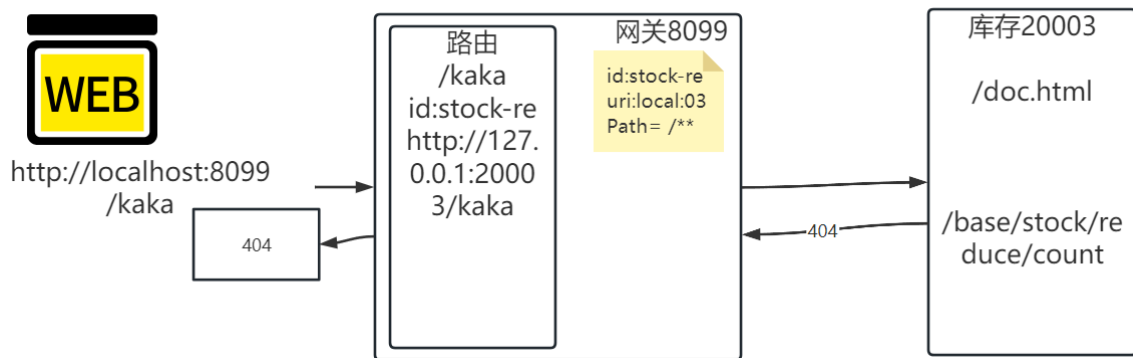 WEB
http://localhost:8099
/kaka
404
路由
/kaka
id:stock-re
http://127.
0.0.1:2000
3/kaka
网关8099
id:stock-re
uri:local:03
Path= /**
404
库存20003
/doc.html
/base/stock/re
duce/count